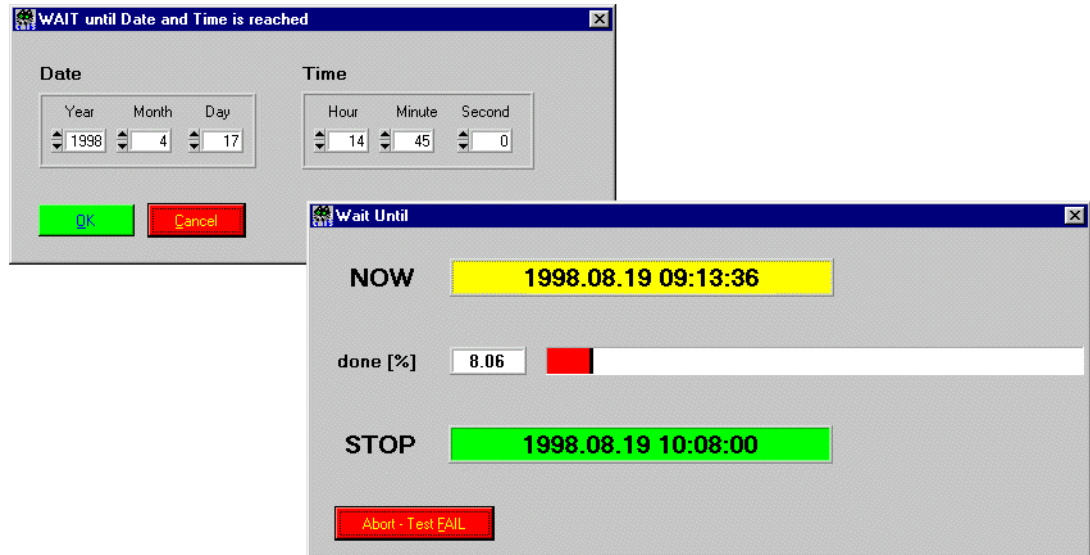 WAIT until Date and Time is reached
Date Time
Year Month Day Hour Minute Second
1998 4 17 14 45 0
OK Cancel
Wait Until
NOW 1998.08.19 09:13:36
done [%] 8.06
STOP 1998.08.19 10:08:00
Abort - Test FAIL